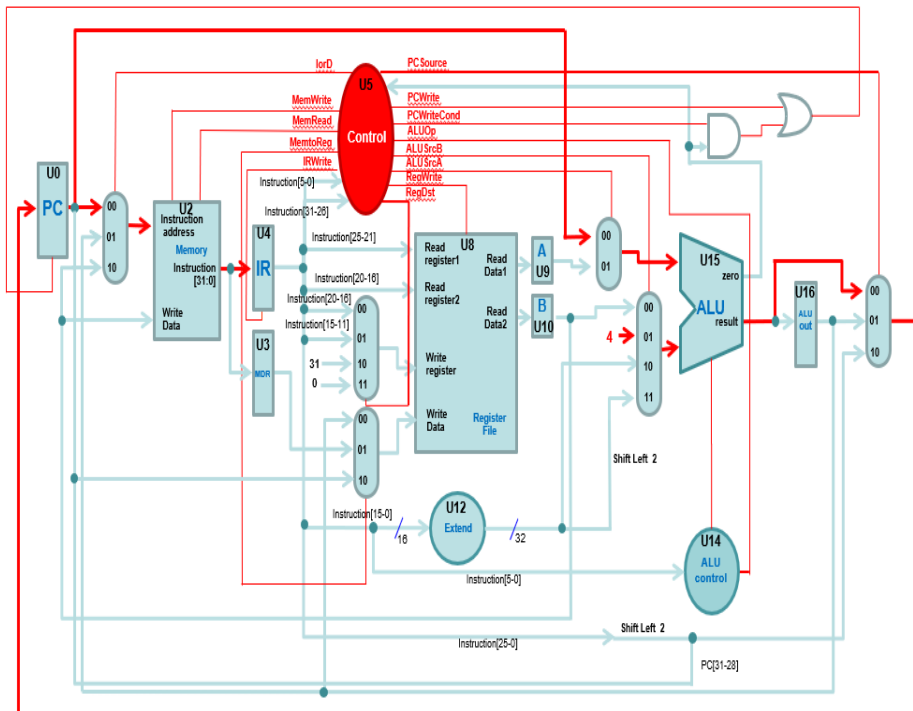 IorD
PCSource
U5
MemWrite
PCWrite
MemRead
PCWriteCond
Control
ALUOp
MemtoReg
ALUSrcB
IRWrite
ALUSrcA
Instruction[5-0]
RegWrite
RegDst
Instruction[31-26]
U0
PC
00
01
10
U2
Instruction
address
Memory
Instruction
[31:0]
Write
Data
U4
IR
U3
MDR
Instruction[25-21]
Instruction[20-16]
Instruction[20-16]
Instruction[15-11]
31
0
00
01
10
11
00
01
10
U8
Read
register1
Read
register2
Write
register
Write
Data
Read
Data1
Read
Data2
Register
File
A
U9
B
U10
00
01
4
00
01
10
11
U15
zero
ALU
result
U16
ALU
out
00
01
10
Shift Left 2
Instruction[15-0]
16
U12
Extend
32
U14
ALU
control
Instruction[5-0]
Shift Left 2
Instruction[25-0]
PC[31-28]